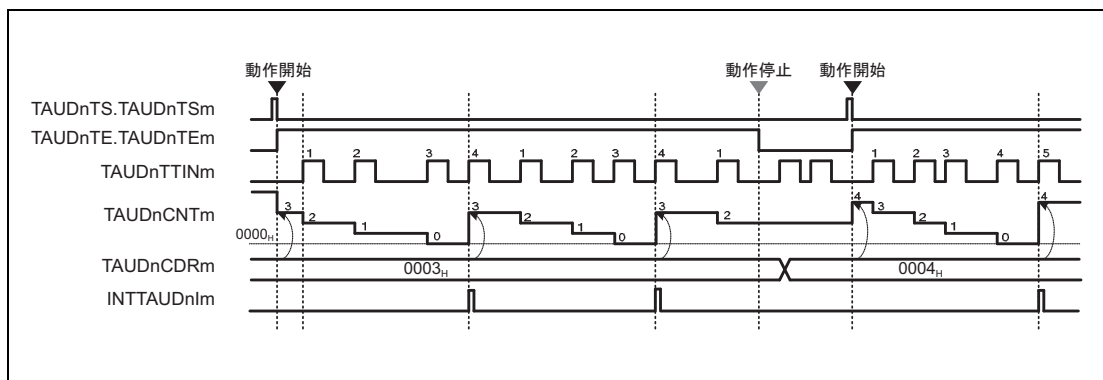 動作開始 動作停止 動作開始
TAUDnTS.TAUDnTSm
TAUDnTE.TAUDnTEm
TAUDnTTINm 1 2 3 4 1 2 3 4 1 1 2 3 4 5
TAUDnCNTm 3 2 1 0 3 2 1 0 3 2 4 3 2 1 0 4
0000H
TAUDnCDRm 0003H 0004H
INTTAUDnIm